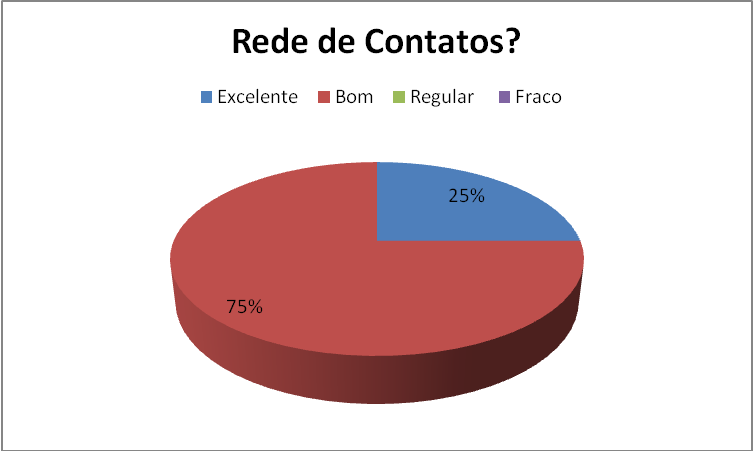 Rede de Contatos?
Excelente Bom Regular Fraco
25%
75%